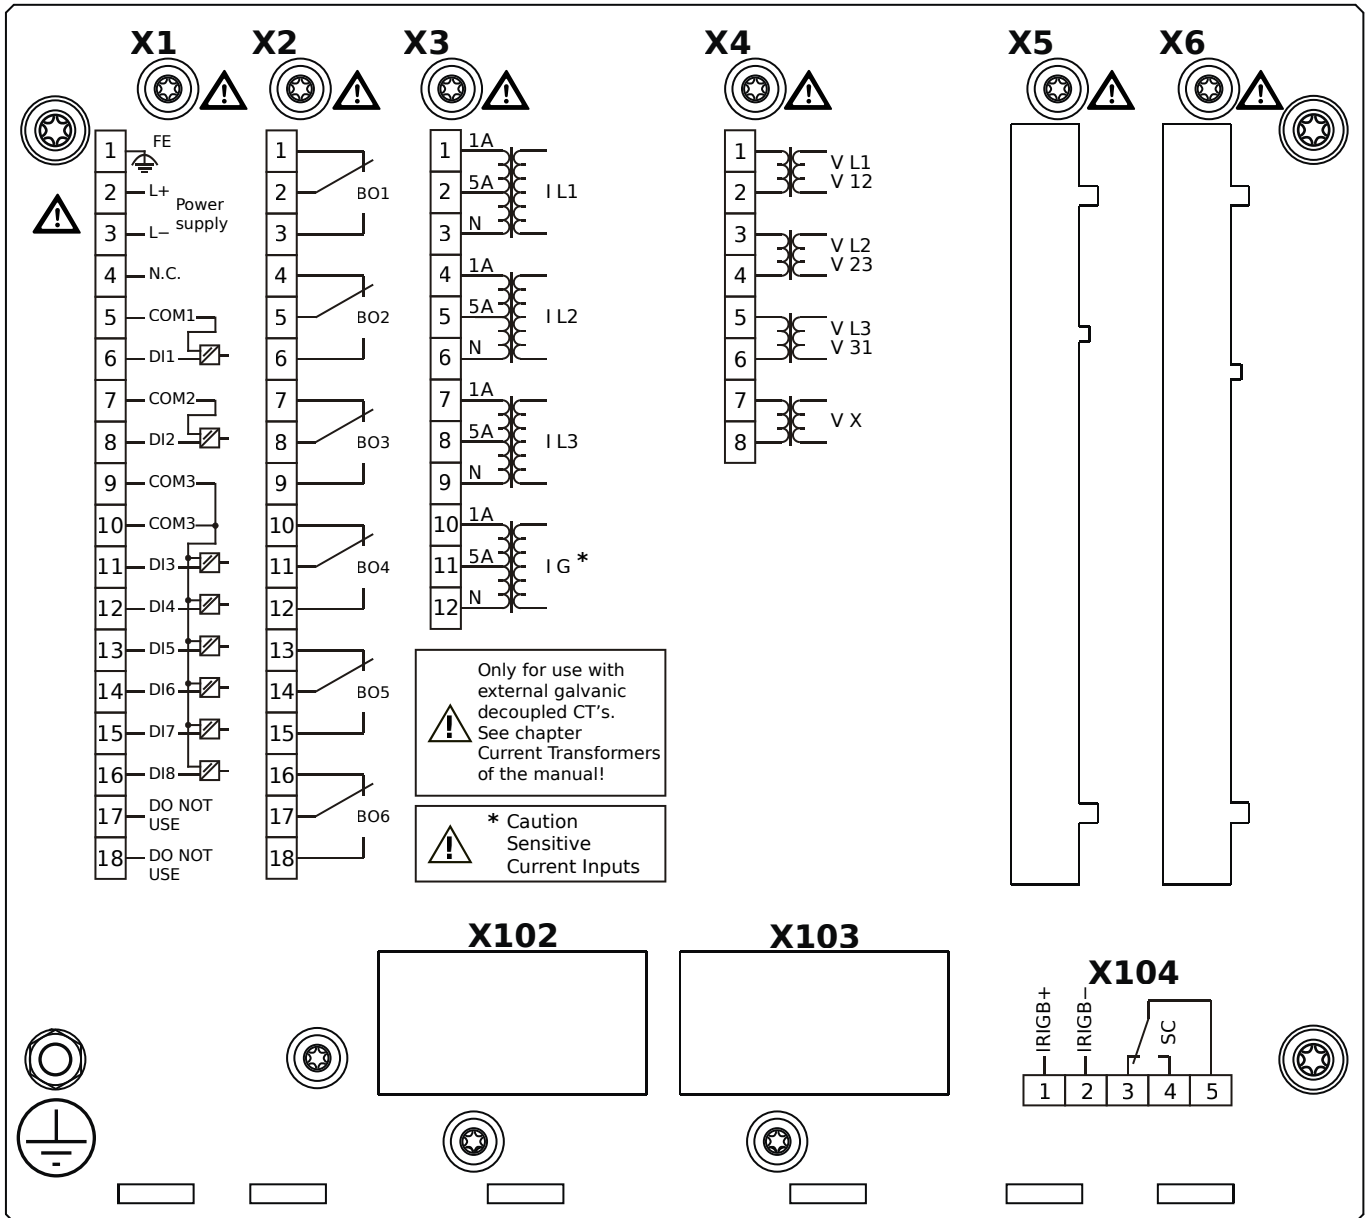 X1
X2
X3
X4
X5
X6
1 FE
2 L+
Power
supply
3 L−
4 N.C.
5 COM1
6 DI1
7 COM2
8 DI2
9 COM3
10 COM3
11 DI3
12 DI4
13 DI5
14 DI6
15 DI7
16 DI8
17 DO NOT
USE
18 DO NOT
USE
1
2 BO1
3
4
5 BO2
6
7
8 BO3
9
10
11 BO4
12
13
14 BO5
15
16
17 BO6
18
1 1A
2 5A I L1
3 N
4 1A
5 5A I L2
6 N
7 1A
8 5A I L3
9 N
10 1A
11 5A I G *
12 N
Only for use with
external galvanic
decoupled CT's.
See chapter
Current Transformers
of the manual!
* Caution
Sensitive
Current Inputs
1 V L1
2 V 12
3 V L2
4 V 23
5 V L3
6 V 31
7 V X
8
X102
X103
X104
IRIGB+
IRIGB−
SC
1 2 3 4 5